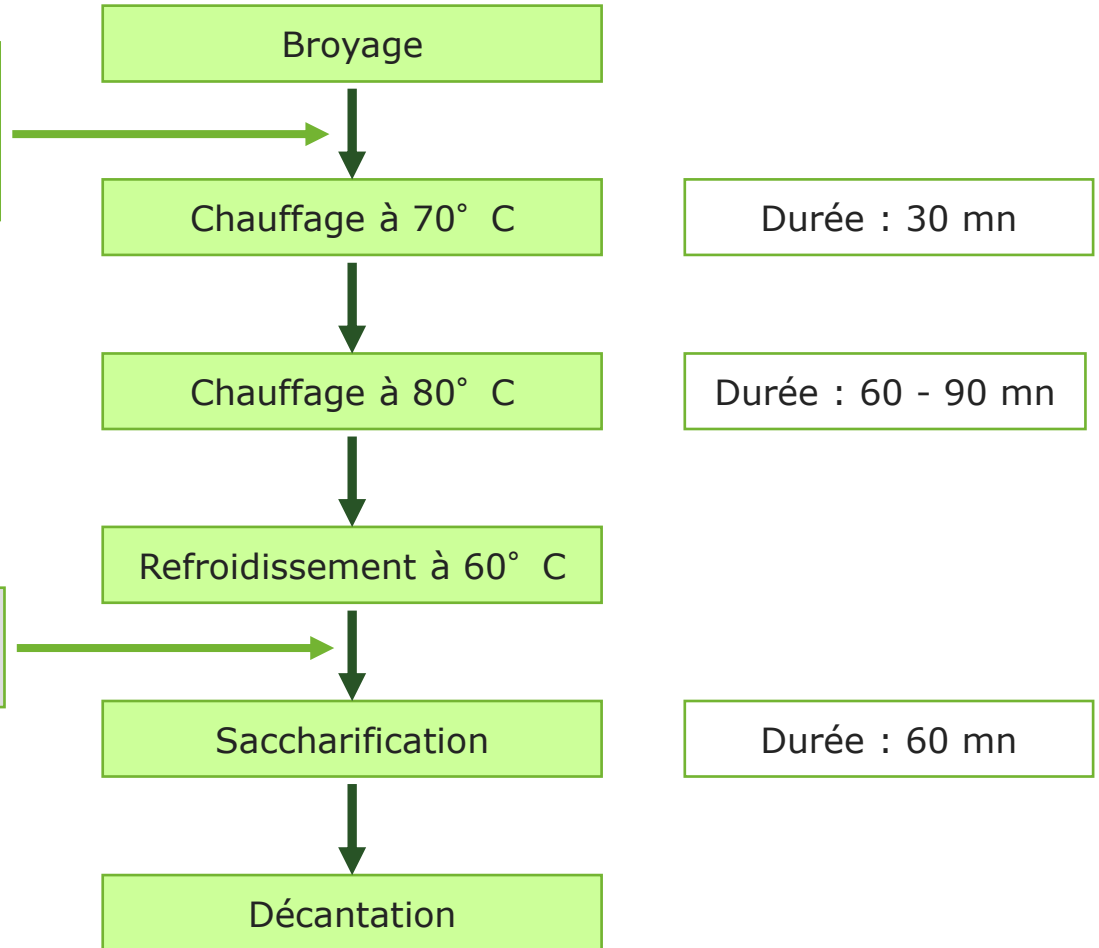 Broyage
Chauffage à 70° C
Durée : 30 mn
Chauffage à 80° C
Durée : 60 - 90 mn
Refroidissement à 60° C
Saccharification
Durée : 60 mn
Décantation